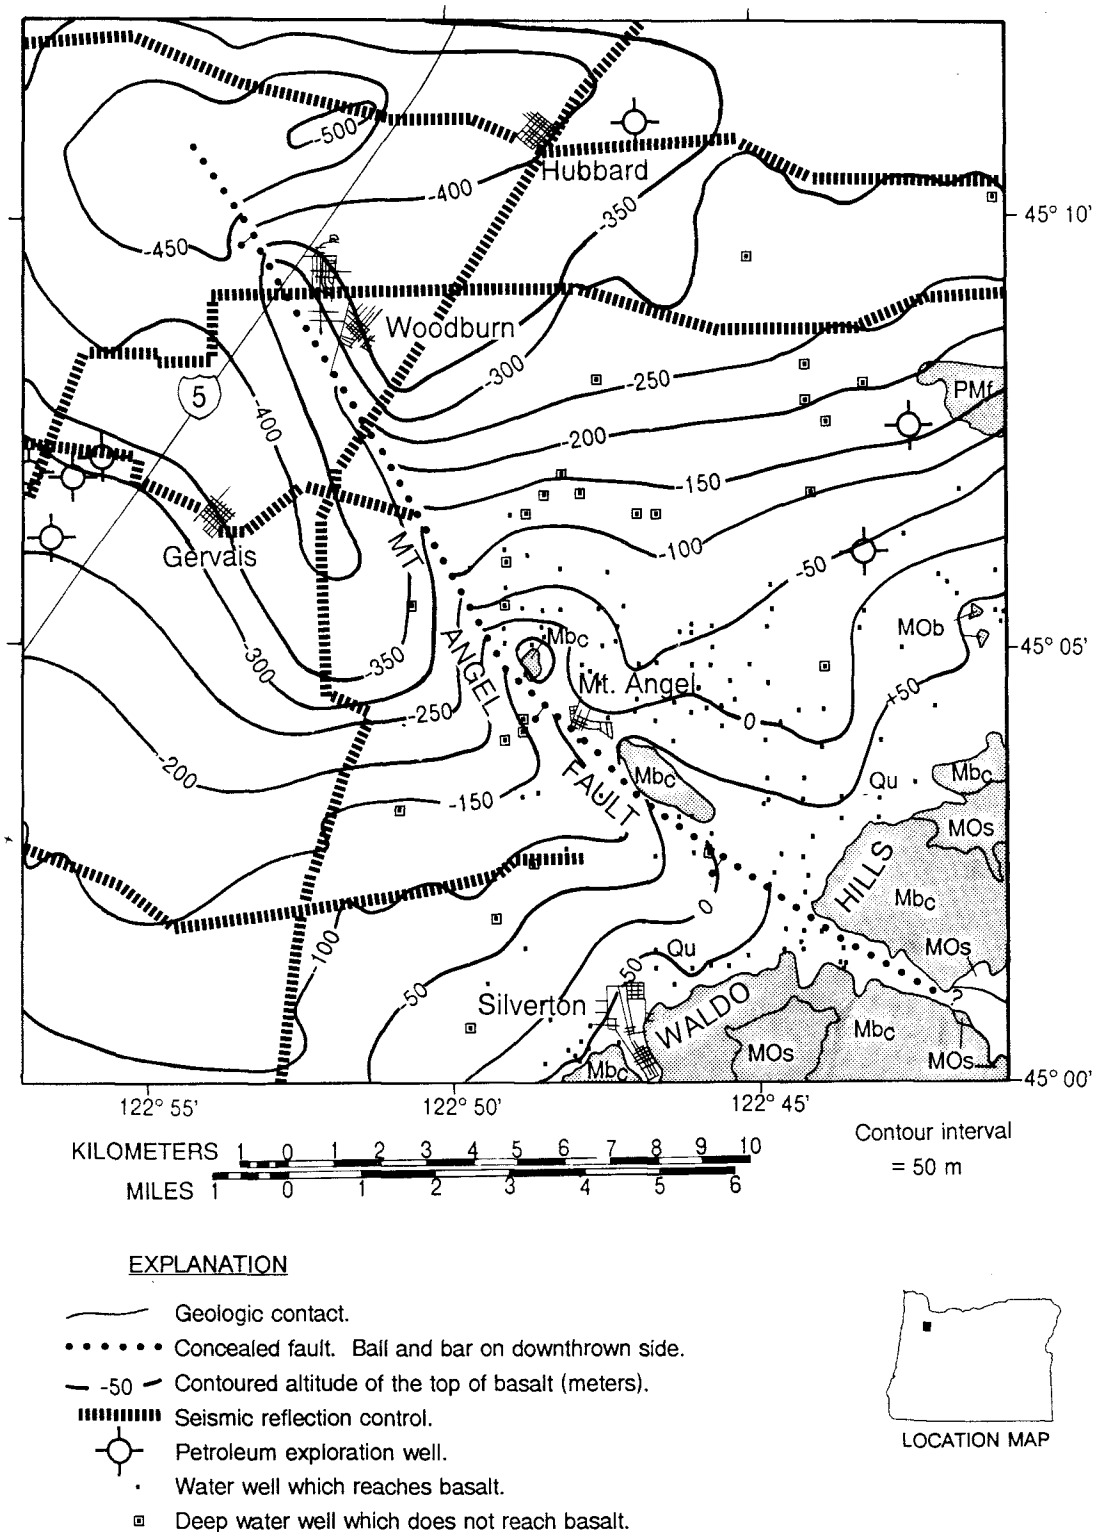 -500
Hubbard
-400
-350
45° 10'
-450
Woodburn
-300
-250
5
-400
PMf
-200
-150
MT
-100
-50
Gervais
MOb
Mbc
45° 05'
-350
-300
ANGEL
Mt. Angel
+50
-250
0
-200
Mbc
Qu
Mbc
FAULT
-150
MOs
HILLS
Mbc
0
-100
Qu
MOs
50
-50
Silverton
WALDO
?
Mbc
MOs
MOs
Mbc
45° 00'
122° 55'
122° 50'
122° 45'
KILOMETERS 1 0 1 2 3 4 5 6 7 8 9 10
MILES 1 0 1 2 3 4 5 6
Contour interval
= 50 m
EXPLANATION
Geologic contact.
Concealed fault. Ball and bar on downthrown side.
-50 Contoured altitude of the top of basalt (meters).
Seismic reflection control.
Petroleum exploration well.
Water well which reaches basalt.
Deep water well which does not reach basalt.
LOCATION MAP